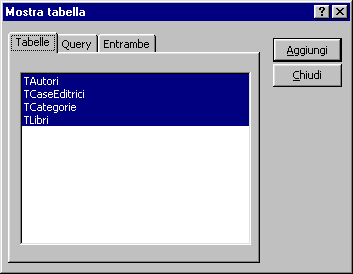 Mostra tabella
Tabelle Query Entrambe
Aggiungi
Chiudi
TAutori
TCaseEditrici
TCategorie
TLibri